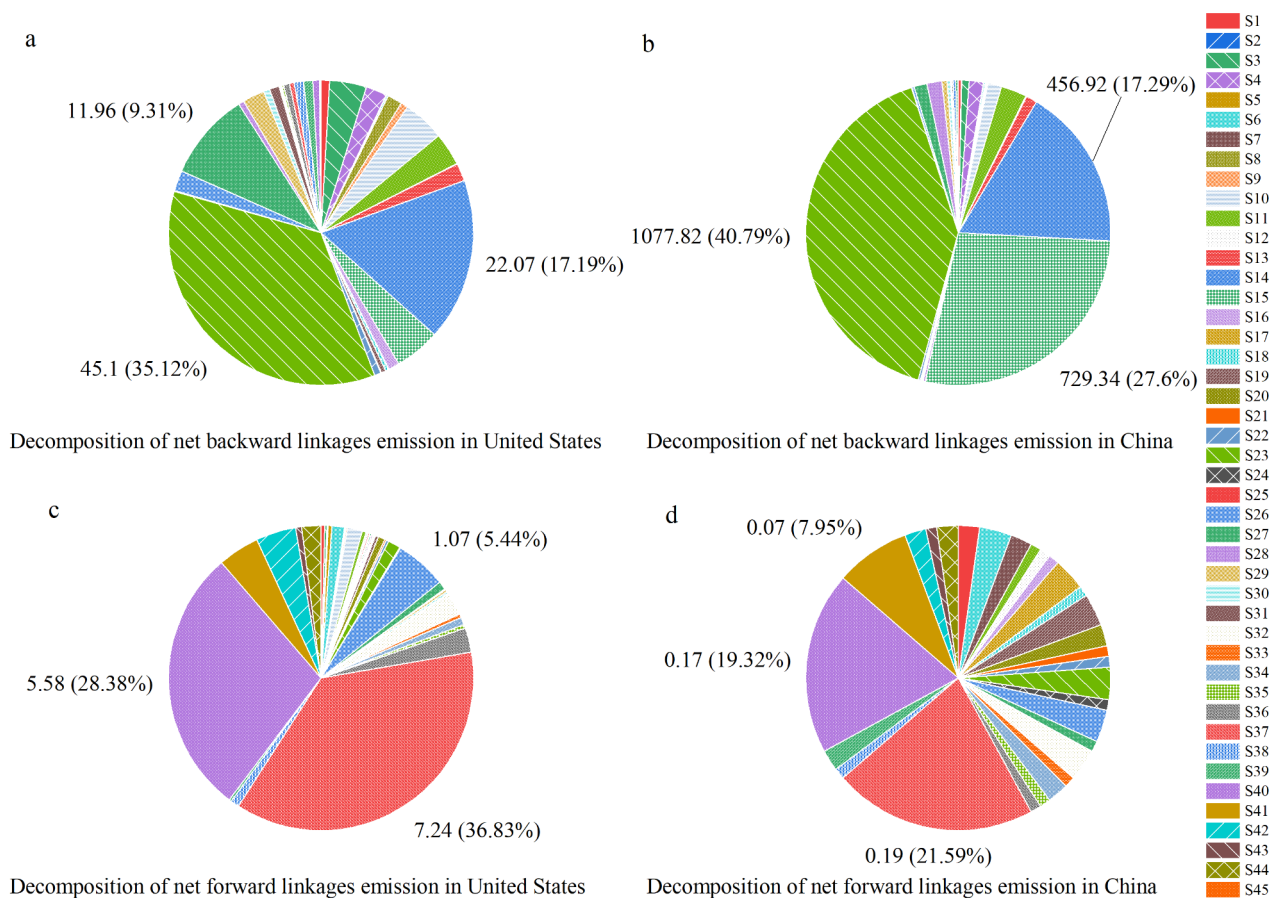 a
11.96 (9.31%)
22.07 (17.19%)
45.1 (35.12%)
Decomposition of net backward linkages emission in United States
b
456.92 (17.29%)
1077.82 (40.79%)
729.34 (27.6%)
Decomposition of net backward linkages emission in China
c
1.07 (5.44%)
5.58 (28.38%)
7.24 (36.83%)
Decomposition of net forward linkages emission in United States
d
0.07 (7.95%)
0.17 (19.32%)
0.19 (21.59%)
Decomposition of net forward linkages emission in China
S1
S2
S3
S4
S5
S6
S7
S8
S9
S10
S11
S12
S13
S14
S15
S16
S17
S18
S19
S20
S21
S22
S23
S24
S25
S26
S27
S28
S29
S30
S31
S32
S33
S34
S35
S36
S37
S38
S39
S40
S41
S42
S43
S44
S45